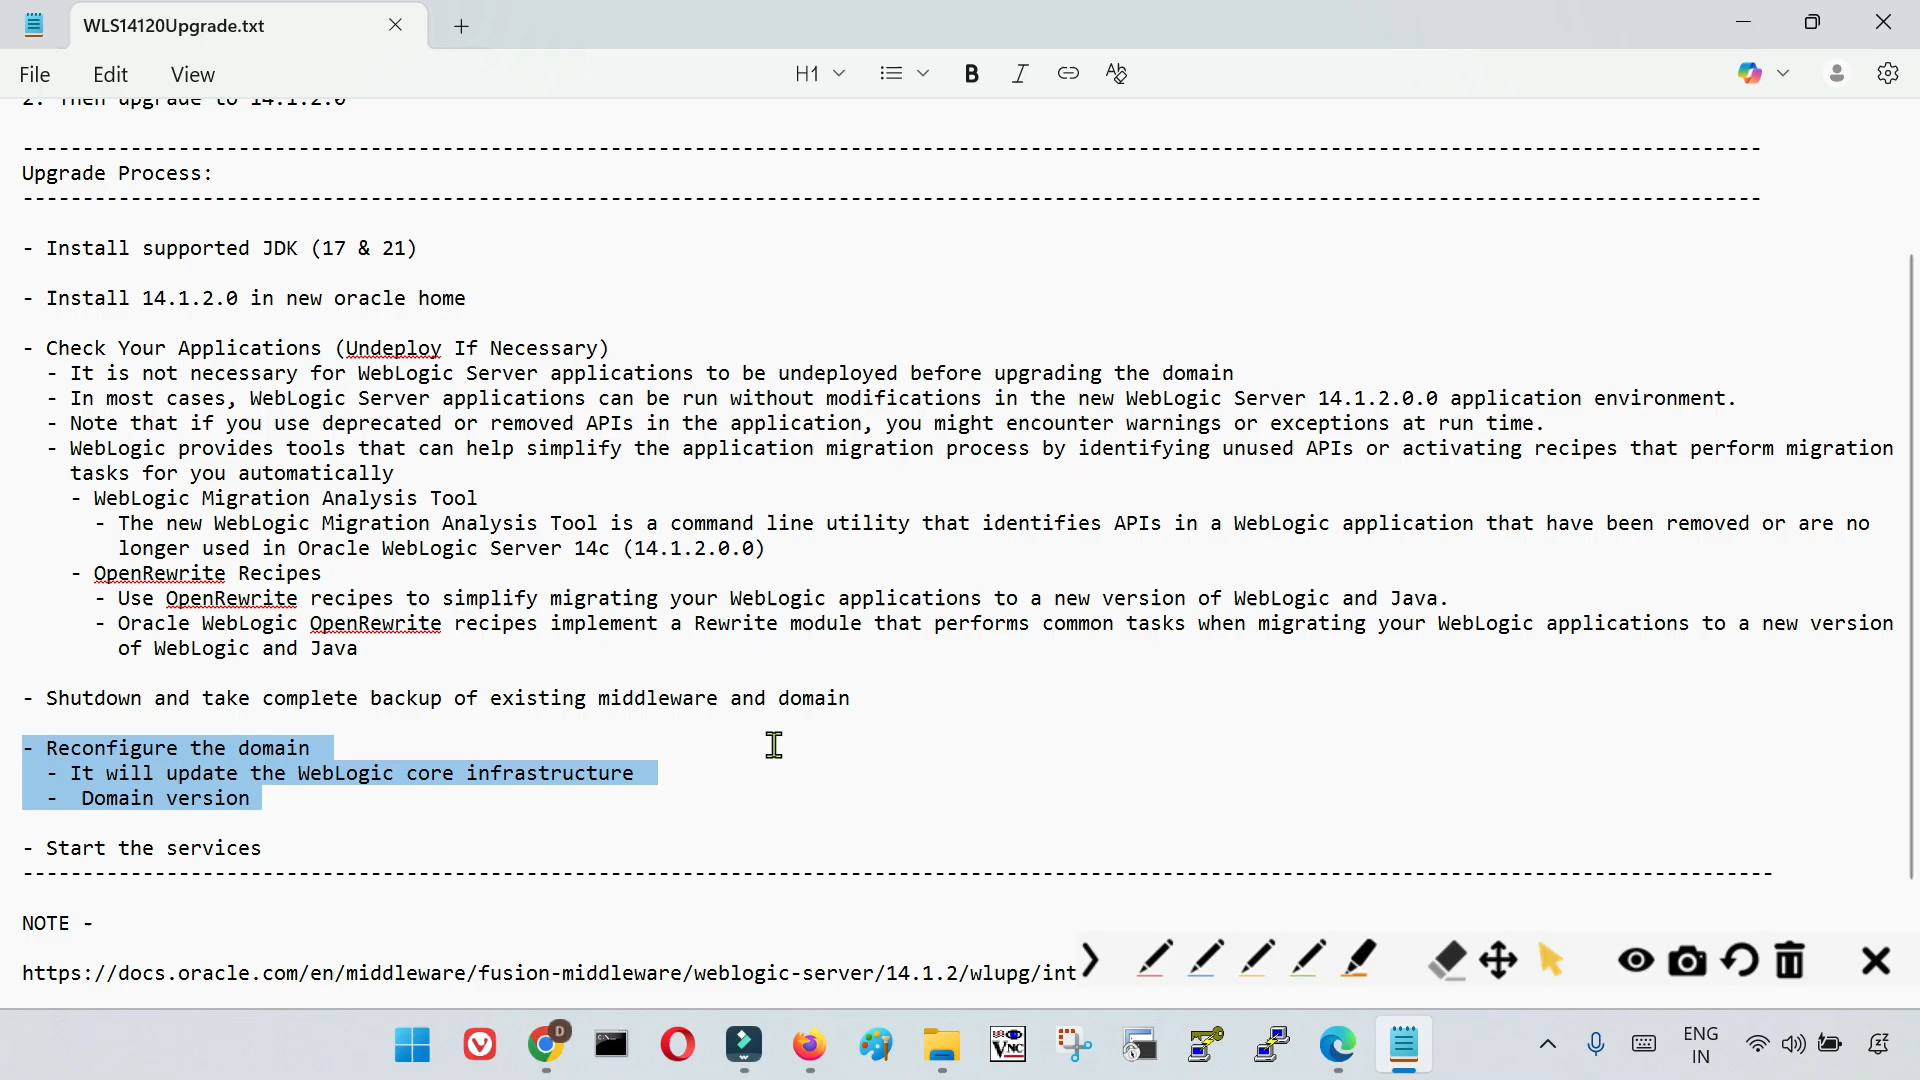 WLS14120Upgrade.txt
File Edit View H1 B I
2. Then upgrade to 14.1.2.0
-------------------------------------------------------------------------------------------------------------------------------------------------
Upgrade Process:
-------------------------------------------------------------------------------------------------------------------------------------------------
- Install supported JDK (17 & 21)
- Install 14.1.2.0 in new oracle home
- Check Your Applications (Undeploy If Necessary)
- It is not necessary for WebLogic Server applications to be undeployed before upgrading the domain
- In most cases, WebLogic Server applications can be run without modifications in the new WebLogic Server 14.1.2.0.0 application environment.
- Note that if you use deprecated or removed APIs in the application, you might encounter warnings or exceptions at run time.
- WebLogic provides tools that can help simplify the application migration process by identifying unused APIs or activating recipes that perform migration
tasks for you automatically
- WebLogic Migration Analysis Tool
- The new WebLogic Migration Analysis Tool is a command line utility that identifies APIs in a WebLogic application that have been removed or are no
longer used in Oracle WebLogic Server 14c (14.1.2.0.0)
- OpenRewrite Recipes
- Use OpenRewrite recipes to simplify migrating your WebLogic applications to a new version of WebLogic and Java.
- Oracle WebLogic OpenRewrite recipes implement a Rewrite module that performs common tasks when migrating your WebLogic applications to a new version
of WebLogic and Java
- Shutdown and take complete backup of existing middleware and domain
- Reconfigure the domain
- It will update the WebLogic core infrastructure
- Domain version
- Start the services
--------------------------------------------------------------------------------------------------------------------------------------------------
NOTE -
https://docs.oracle.com/en/middleware/fusion-middleware/weblogic-server/14.1.2/wlupg/int
D
VNC
ENG
IN